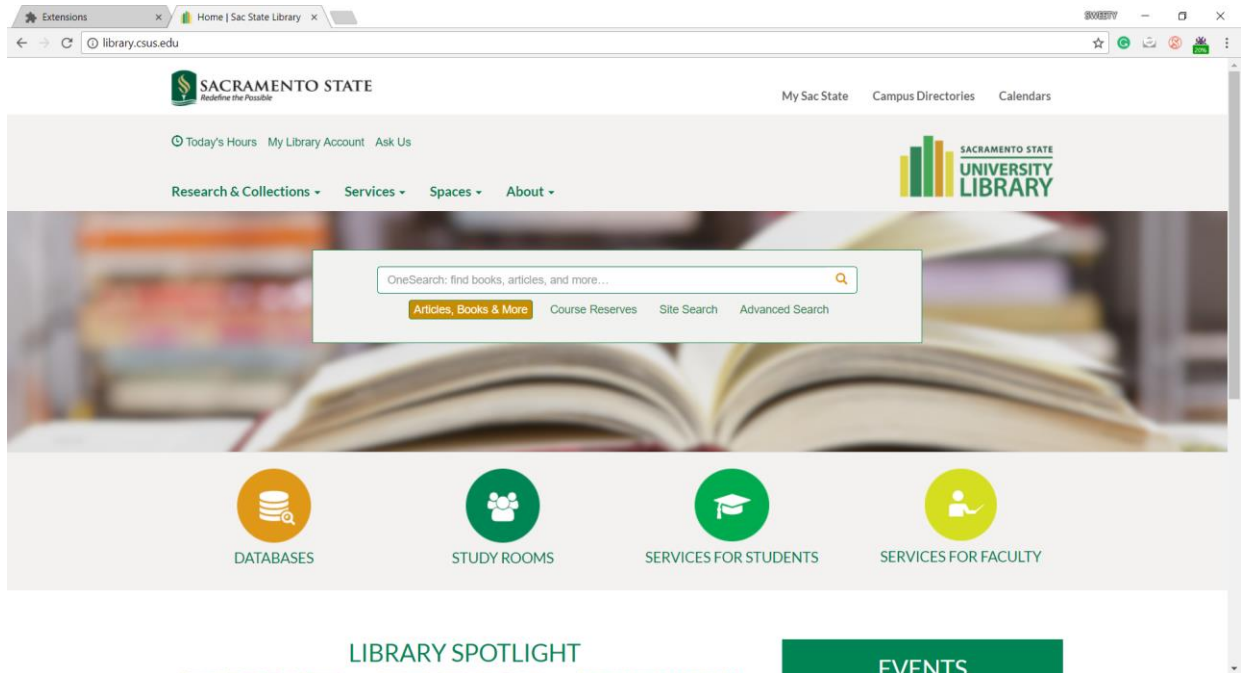 Extensions
Home | Sac State Library
SWEETY
library.csus.edu
20%
SACRAMENTO STATE
Redefine the Possible
My Sac State Campus Directories Calendars
Today's Hours My Library Account Ask Us
SACRAMENTO STATE
UNIVERSITY
LIBRARY
Research & Collections Services Spaces About
OneSearch: find books, articles, and more...
Articles, Books & More Course Reserves Site Search Advanced Search
DATABASES STUDY ROOMS SERVICES FOR STUDENTS SERVICES FOR FACULTY
LIBRARY SPOTLIGHT
EVENTS